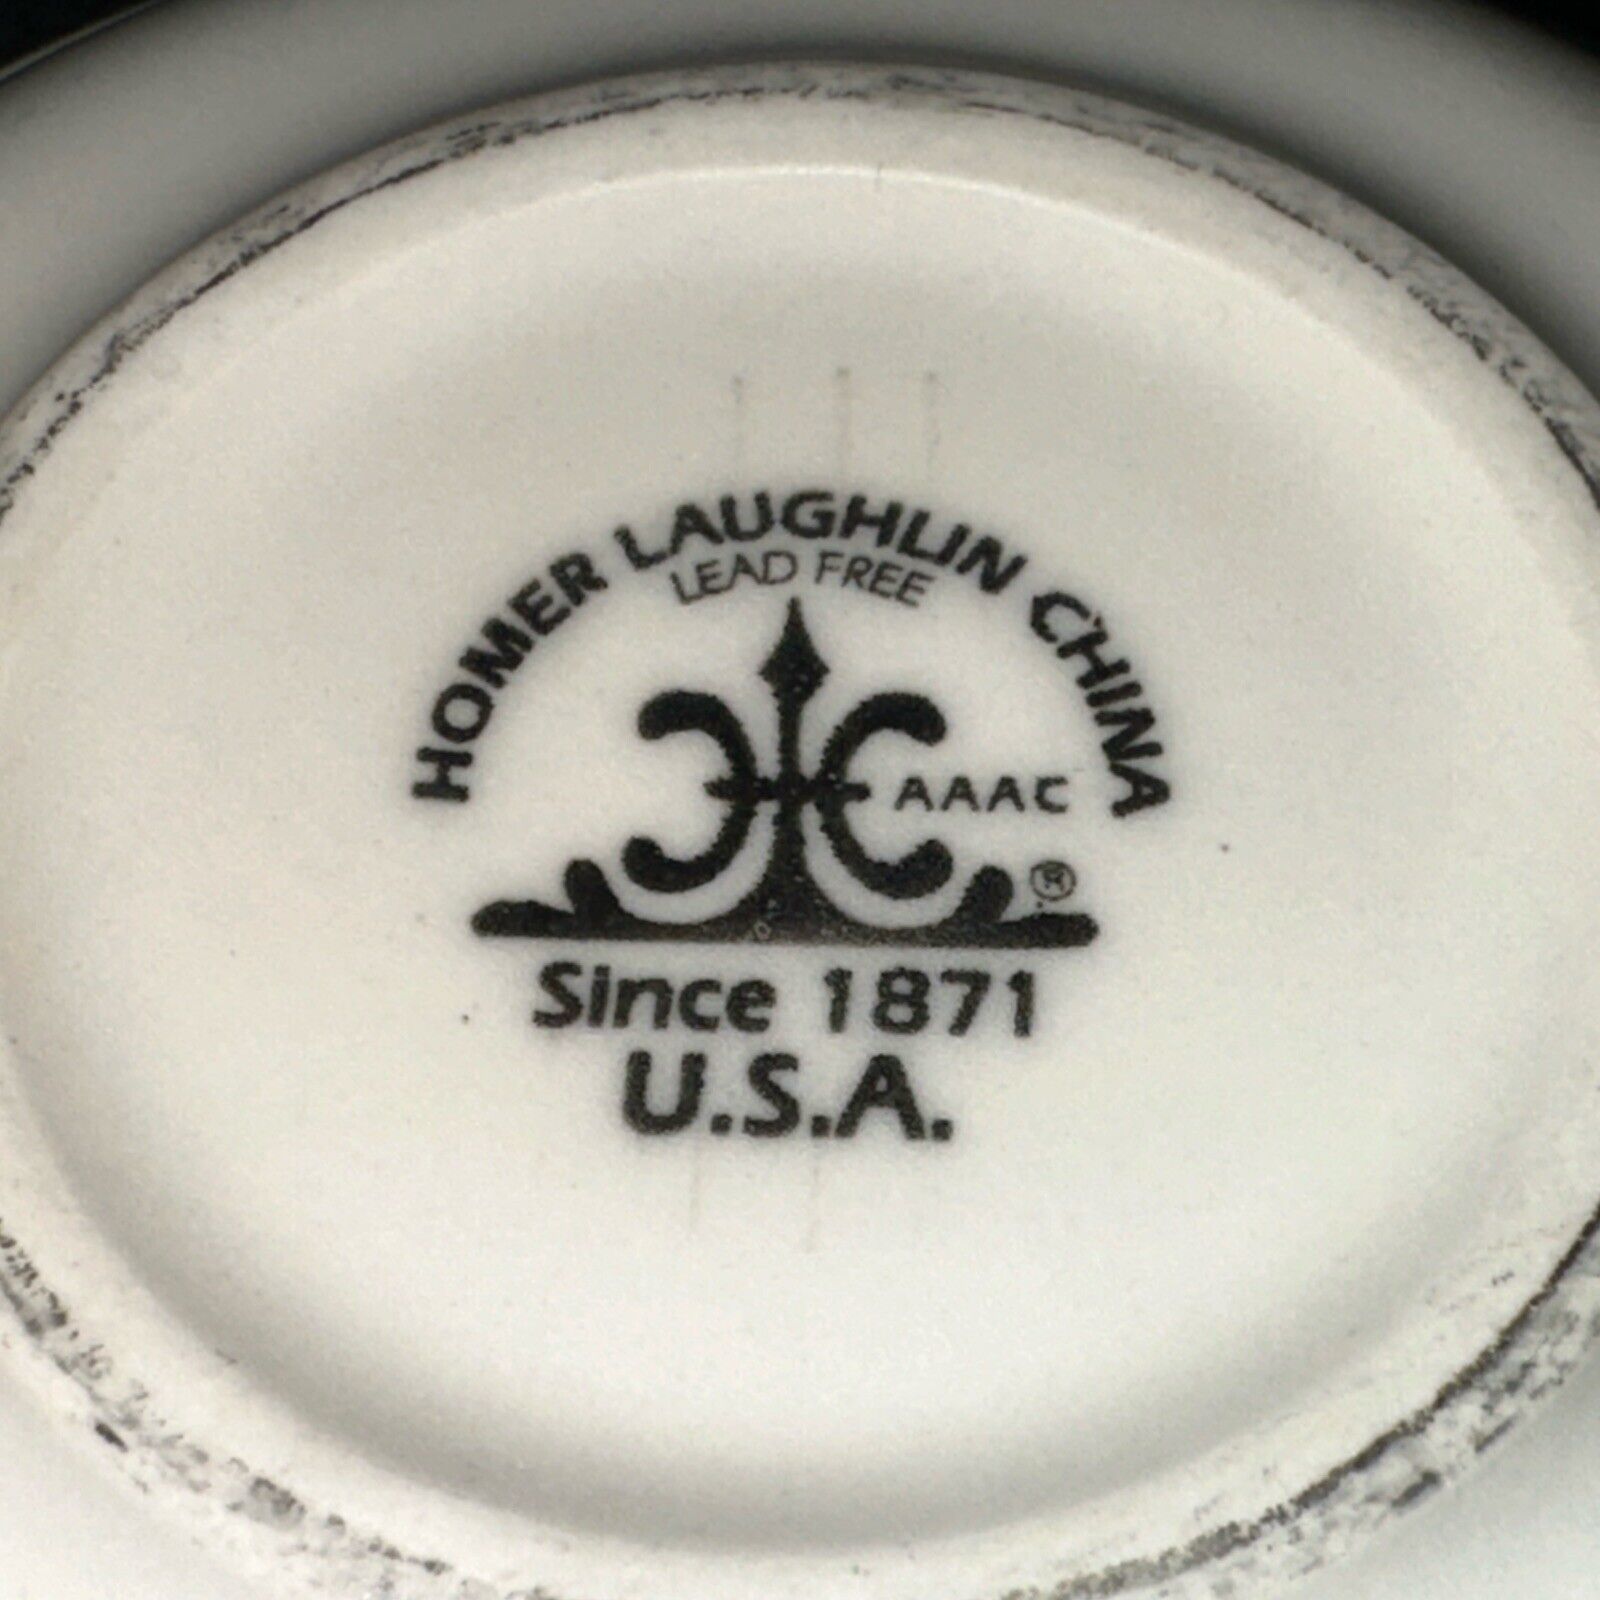 HOMER LAUGHLIN CHINA
LEAD FREE
AAAC
®
Since 1871
U.S.A.